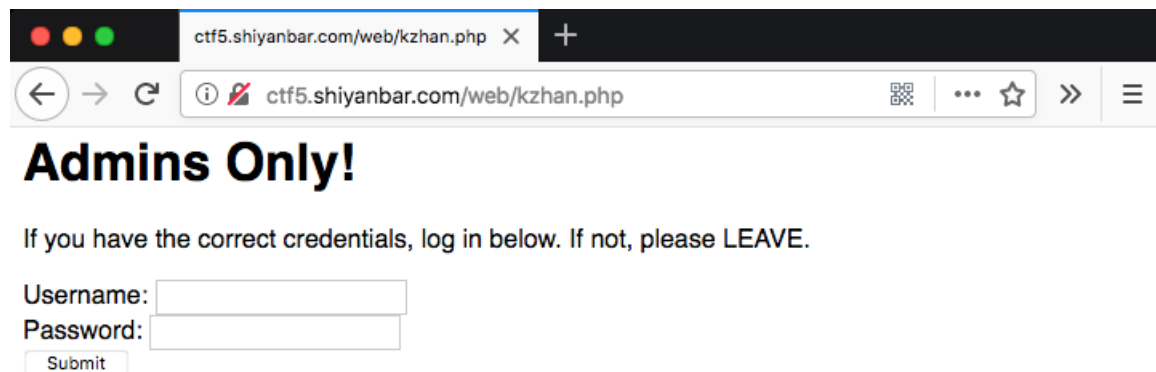 ctf5.shiyanbar.com/web/kzhan.php
ctf5.shiyanbar.com/web/kzhan.php
Admins Only!
If you have the correct credentials, log in below. If not, please LEAVE.
Username:
Password:
Submit